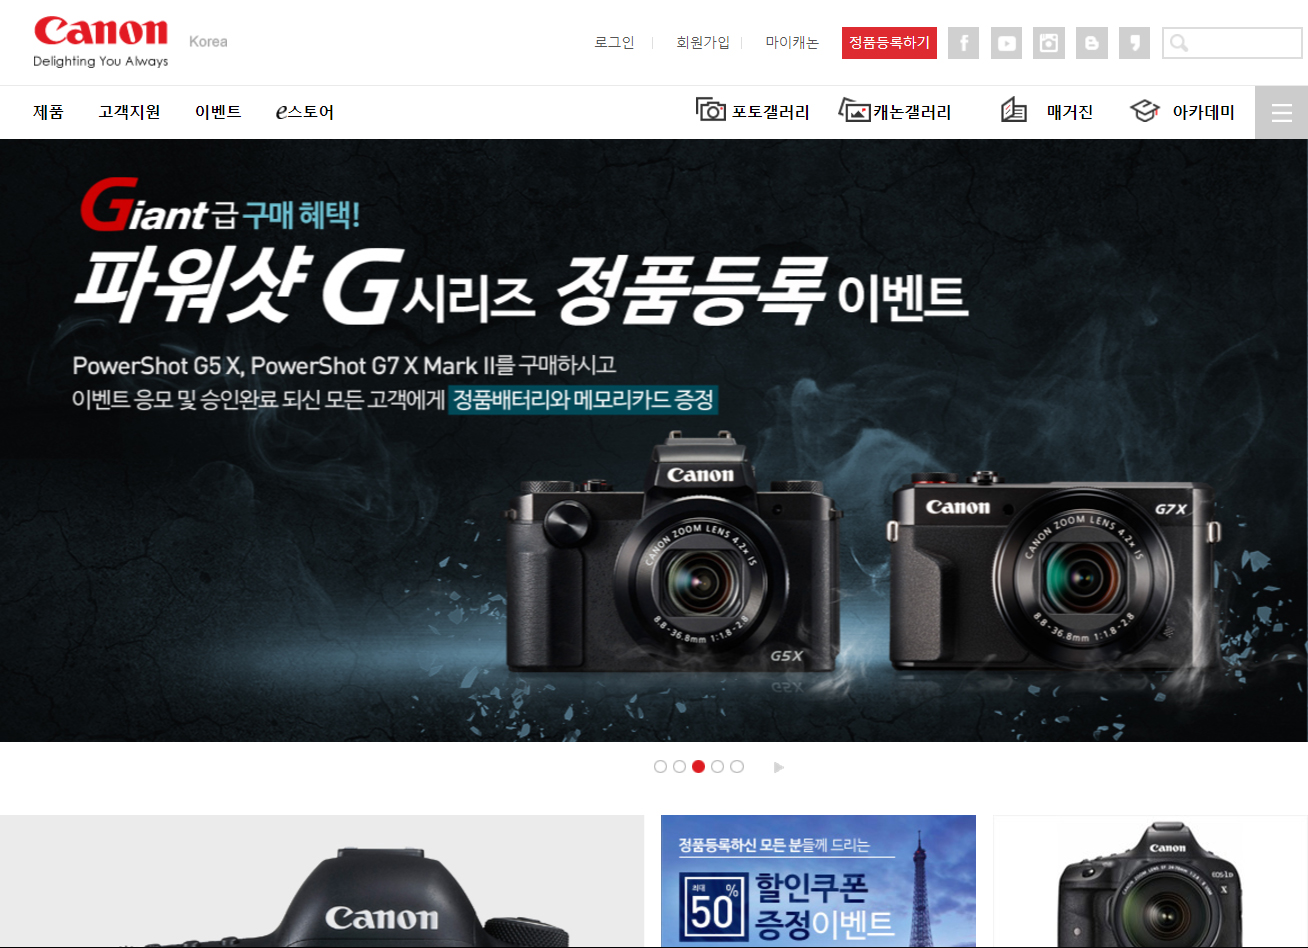 Canon
Korea
Delighting You Always
로그인
회원가입
마이캐논
정품등록하기
제품
고객지원
이벤트
e스토어
포토갤러리
캐논갤러리
매거진
아카데미
Giant급 구매 혜택!
파워샷 G 시리즈 정품등록 이벤트
PowerShot G5 X, PowerShot G7 X Mark II를 구매하시고
이벤트 응모 및 승인완료 되신 모든 고객에게 정품배터리와 메모리카드 증정
Canon
CANON ZOOM LENS 4.2x IS
8.8-36.8mm 1:1.8-2.8
G5X
Canon
G7X
CANON ZOOM LENS 4.2x IS
8.8-36.8mm 1:1.8-2.8
Canon
정품등록하신 모든 분들께 드리는
최대 50%
할인쿠폰
증정이벤트
Canon
EOS-1D
X